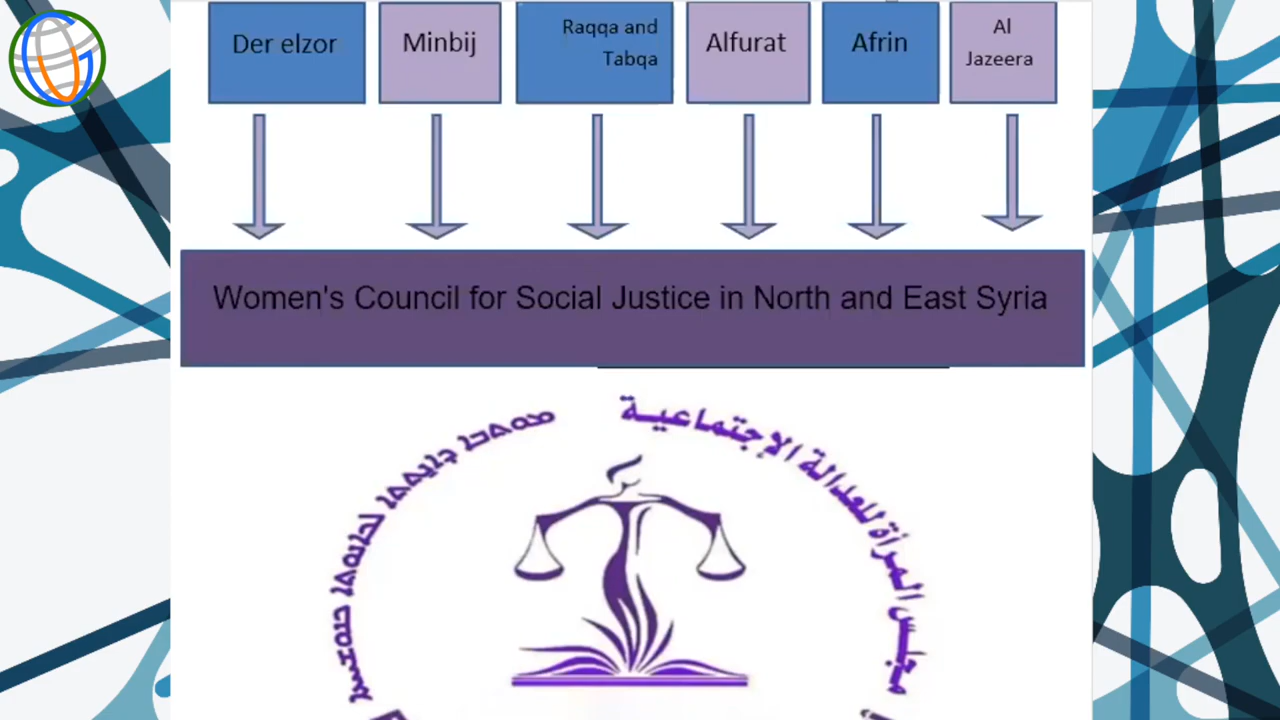 Der elzor
Minbij
Raqqa and
Tabqa
Alfurat
Afrin
Al
Jazeera
Women's Council for Social Justice in North and East Syria
مجلس المرأة للعدالة الإجتماعية